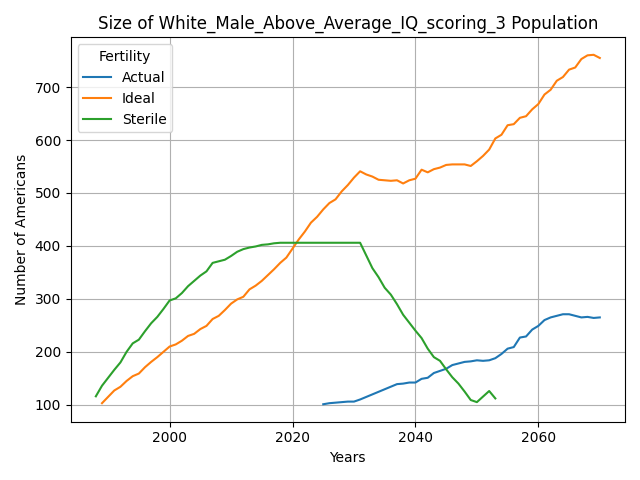 Size of White_Male_Above_Average_IQ_scoring_3 Population
Fertility
Actual
Ideal
Sterile
Number of Americans
700
600
500
400
300
200
100
2000
2020
2040
2060
Years